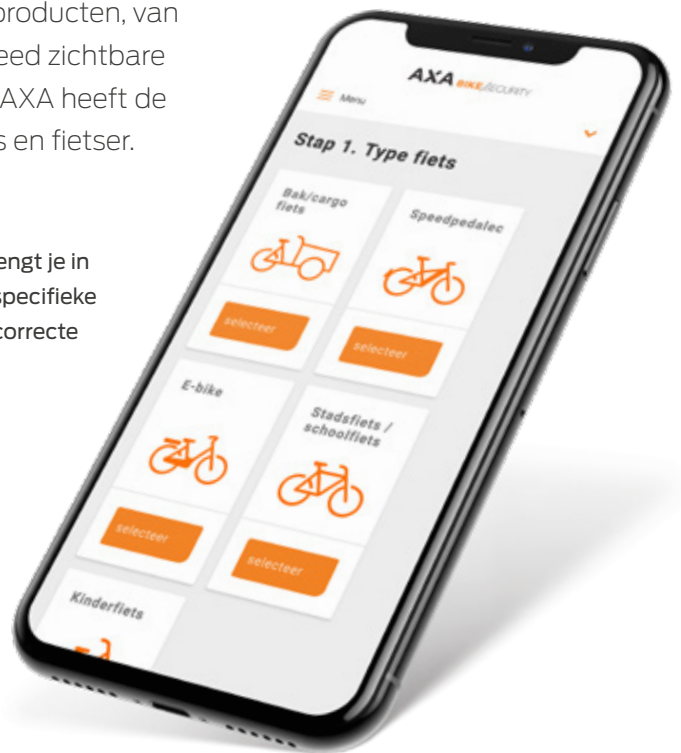 producten, van
eed zichtbare
AXA heeft de
s en fietser.
engt je in
specifieke
correcte
AXA BIKE/SECURITY
Menu
Stap 1. Type fiets
Bak/cargo
fiets
selecteer
Speedpedalec
selecteer
E-bike
selecteer
Stadsfiets /
schoolfiets
selecteer
Kinderfiets